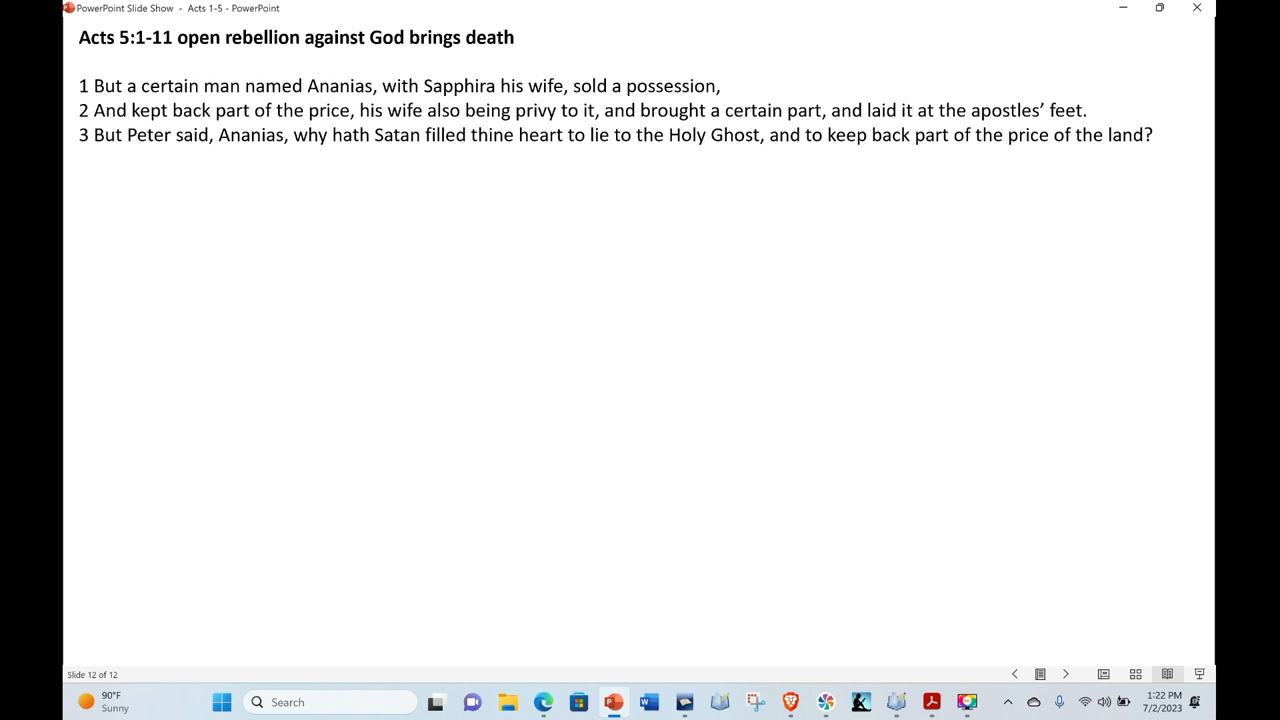 PowerPoint Slide Show - Acts 1-5 - PowerPoint
Acts 5:1-11 open rebellion against God brings death
1 But a certain man named Ananias, with Sapphira his wife, sold a possession,
2 And kept back part of the price, his wife also being privy to it, and brought a certain part, and laid it at the apostles’ feet.
3 But Peter said, Ananias, why hath Satan filled thine heart to lie to the Holy Ghost, and to keep back part of the price of the land?
Slide 12 of 12
90°F
Sunny
Search
1:22 PM
7/2/2023